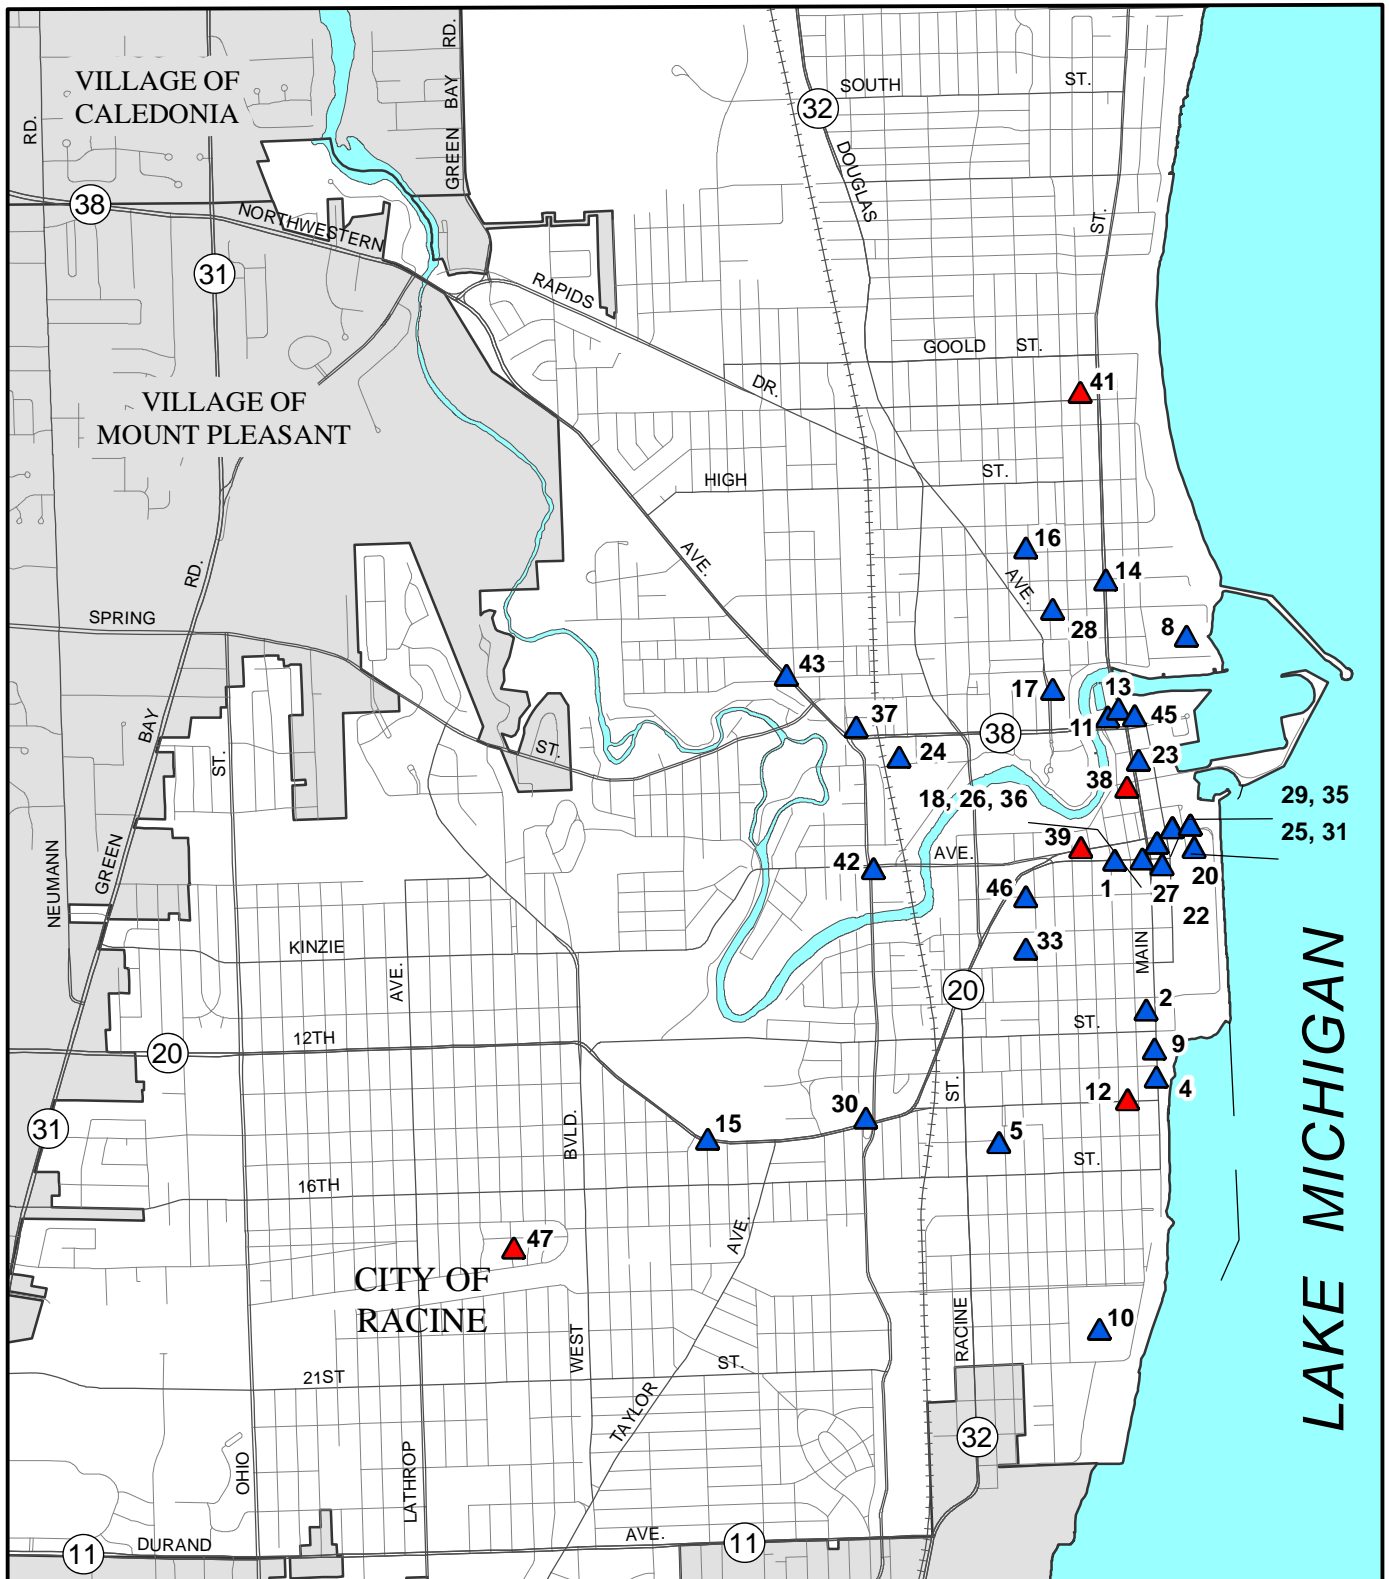 RD.
SOUTH
ST.
VILLAGE OF
CALEDONIA
GREEN BAY
32
RD.
DOUGLAS
38
NORTHWESTERN
ST.
31
RAPIDS
GOOLD
ST.
DR.
41
VILLAGE OF
MOUNT PLEASANT
HIGH
ST.
16
AVE.
14
RD.
AVE.
SPRING
28
8
43
17
13
37
11
45
BAY
38
ST.
ST.
24
23
38
18, 26, 36
29, 35
39
25, 31
GREEN
NEUMANN
42
AVE.
1
27
20
46
22
KINZIE
33
MAIN
AVE.
20
2
12TH
ST.
20
9
4
ST.
12
31
30
15
BVLD.
5
ST.
16TH
LAKE MICHIGAN
47
AVE.
CITY OF
RACINE
10
RACINE
WEST
ST.
21ST
TAYLOR
32
OHIO
LATHROP
AVE.
DURAND
11
11